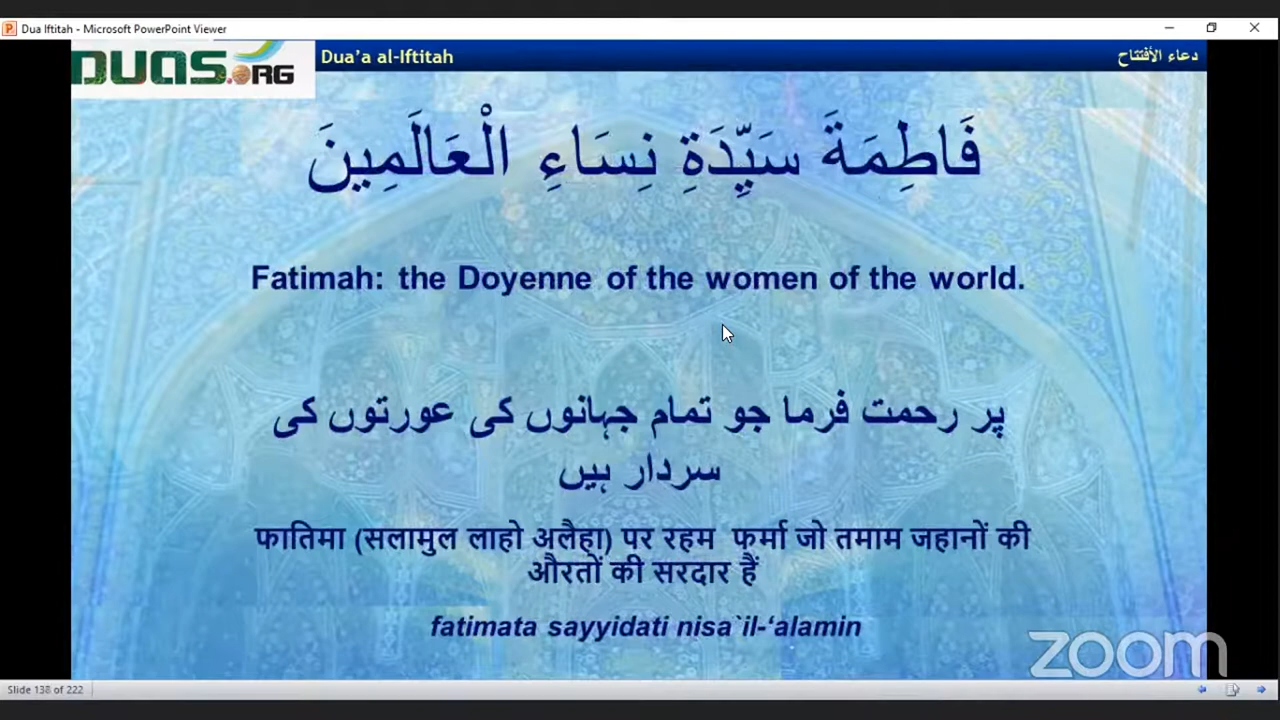 Dua Iftitah - Microsoft PowerPoint Viewer
DUAS.ORG
Dua'a al-Iftitah
دعاء الأفتتاح
فَاطِمَةَ سَيِّدَةِ نِسَاءِ الْعَالَمِينَ
Fatimah: the Doyenne of the women of the world.
پر رحمت فرما جو تمام جہانوں کی عورتوں کی
سردار ہیں
फातिमा (सलामुल लाहो अलैहा) पर रहम फर्मा जो तमाम जहानों की
औरतों की सरदार हैं
fatimata sayyidati nisa`il-‘alamin
zoom
Slide 138 of 222